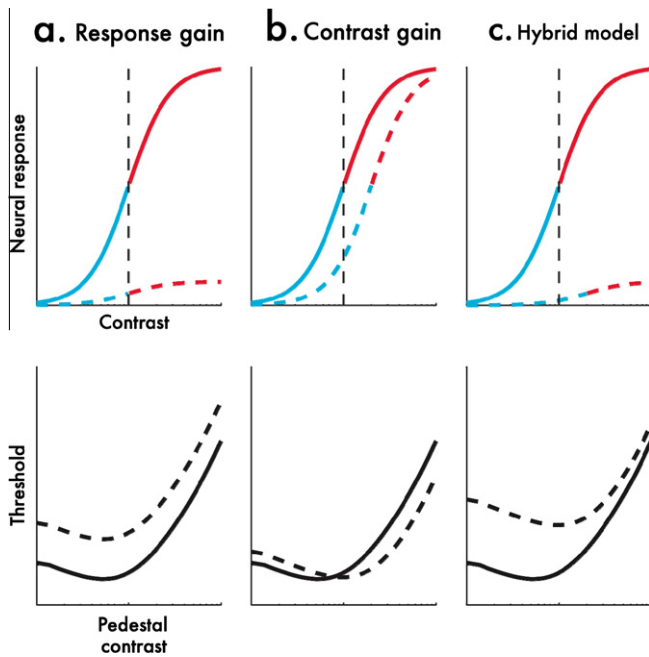 a. Response gain
b. Contrast gain
c. Hybrid model
Neural response
Contrast
Threshold
Pedestal
contrast